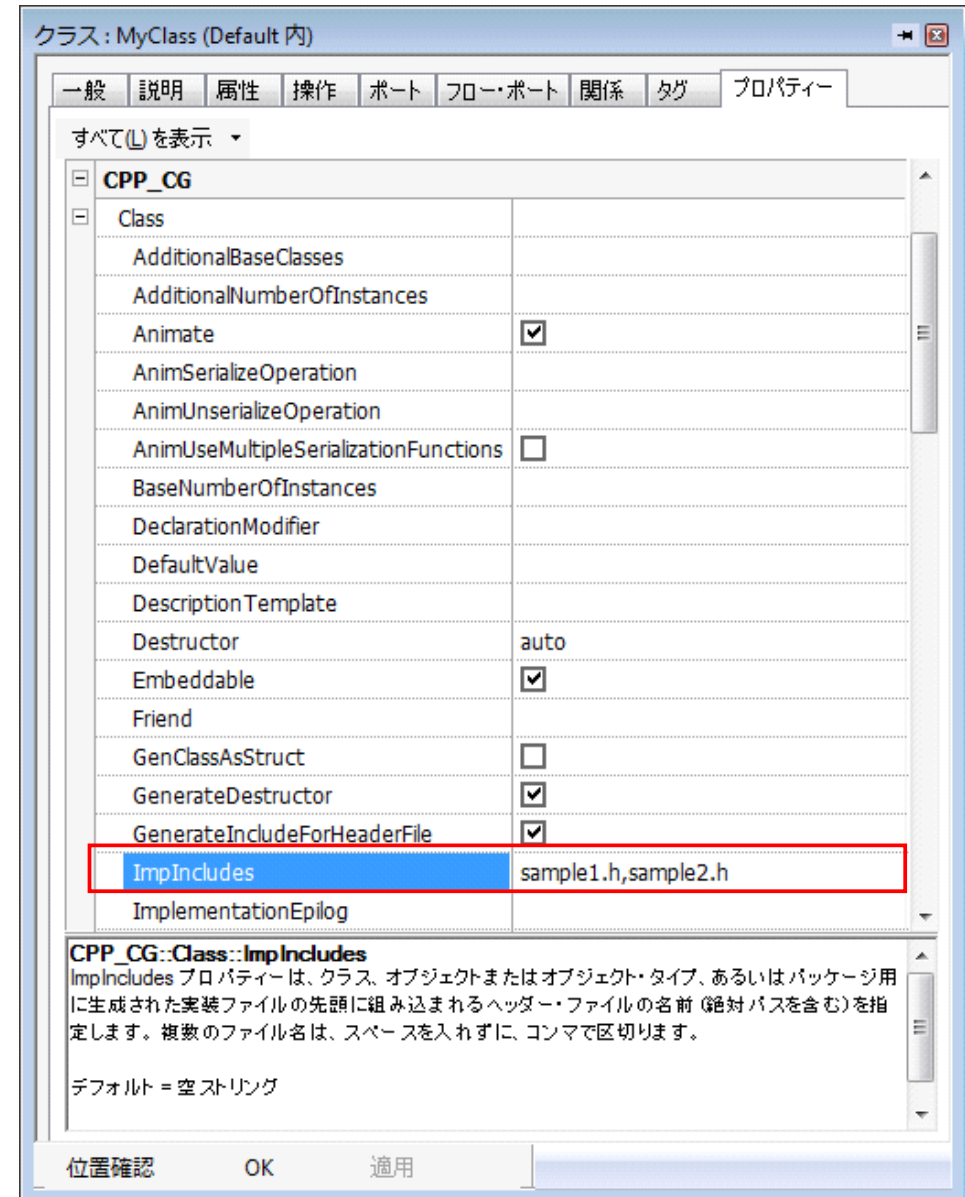 クラス : MyClass (Default 内)
一般 説明 属性 操作 ポート フロー・ポート 関係 タグ プロパティー
すべて(L) を表示
CPP_CG
Class
AdditionalBaseClasses
AdditionalNumberOfInstances
Animate
AnimSerializeOperation
AnimUnserializeOperation
AnimUseMultipleSerializationFunctions
BaseNumberOfInstances
DeclarationModifier
DefaultValue
DescriptionTemplate
Destructor auto
Embeddable
Friend
GenClassAsStruct
GenerateDestructor
GenerateIncludeForHeaderFile
ImpIncludes sample1.h,sample2.h
ImplementationEpilog
CPP_CG::Class::ImpIncludes
ImpIncludes プロパティーは、クラス、オブジェクトまたはオブジェクト・タイプ、あるいはパッケージ用
に生成された実装ファイルの先頭に組み込まれるヘッダー・ファイルの名前 (絶対パスを含む) を指
定します。複数のファイル名は、スペースを入れずに、コンマで区切ります。
デフォルト = 空ストリング
位置確認 OK 適用